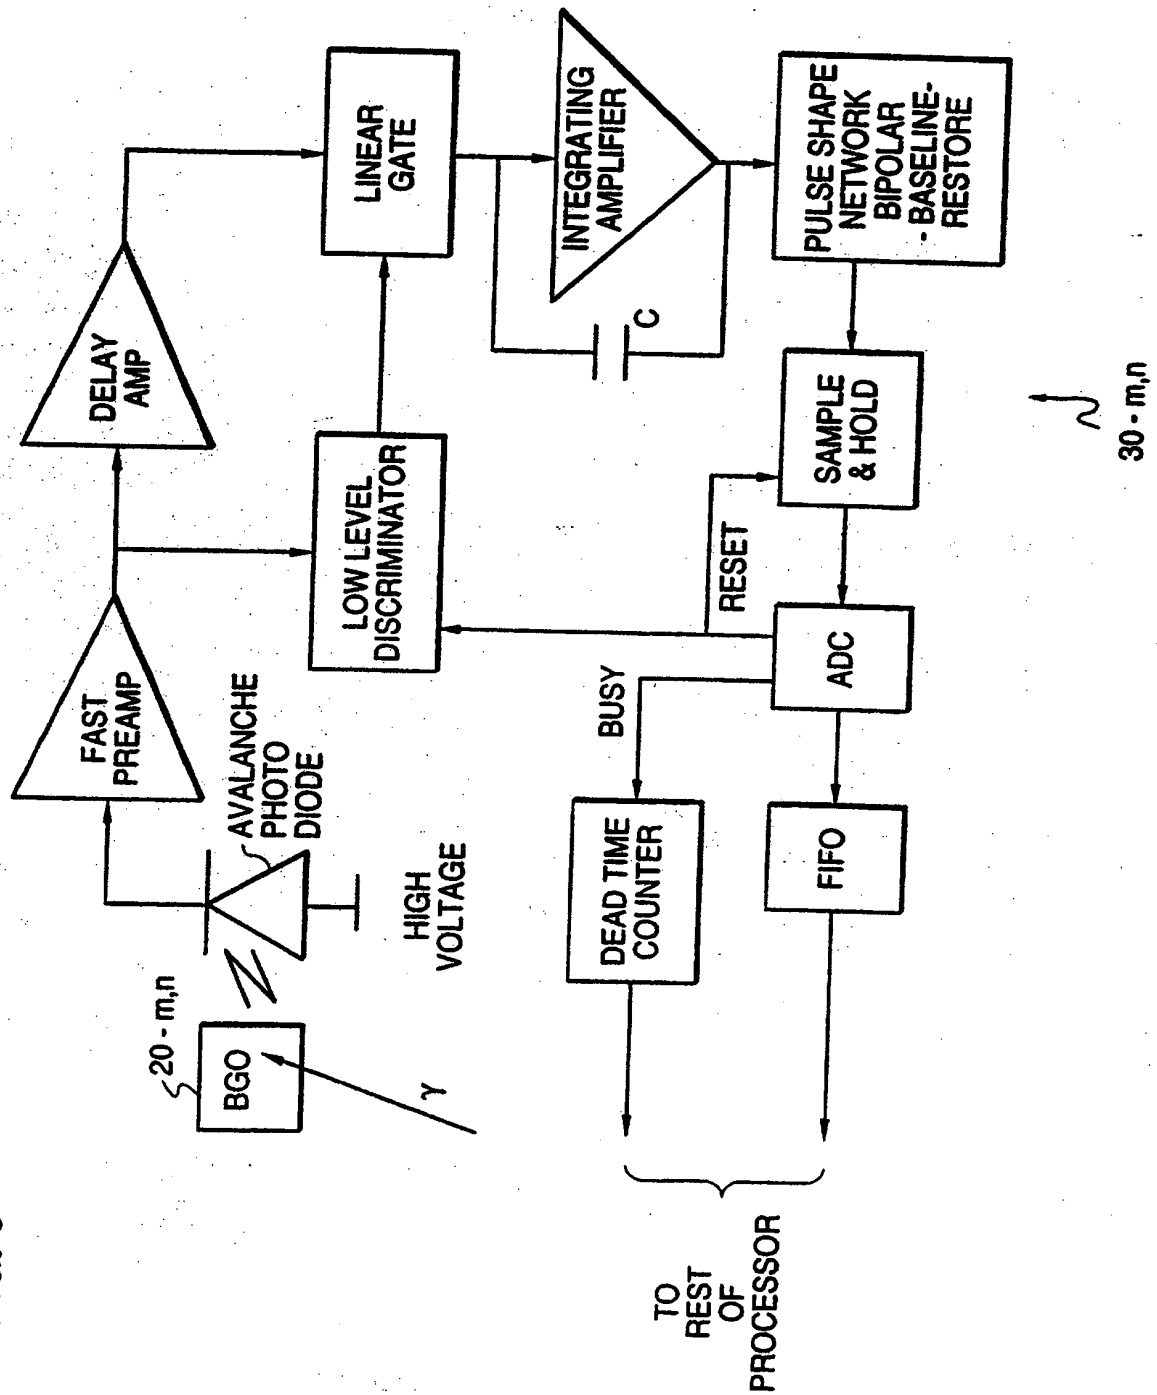 20 - m,n
BGO
γ
AVALANCHE
PHOTO
DIODE
HIGH
VOLTAGE
FAST
PREAMP
DELAY
AMP
LOW LEVEL
DISCRIMINATOR
LINEAR
GATE
INTEGRATING
AMPLIFIER
C
PULSE SHAPE
NETWORK
BIPOLAR
- BASELINE-
RESTORE
SAMPLE
& HOLD
RESET
ADC
BUSY
DEAD TIME
COUNTER
FIFO
TO
REST
OF
PROCESSOR
30 - m,n